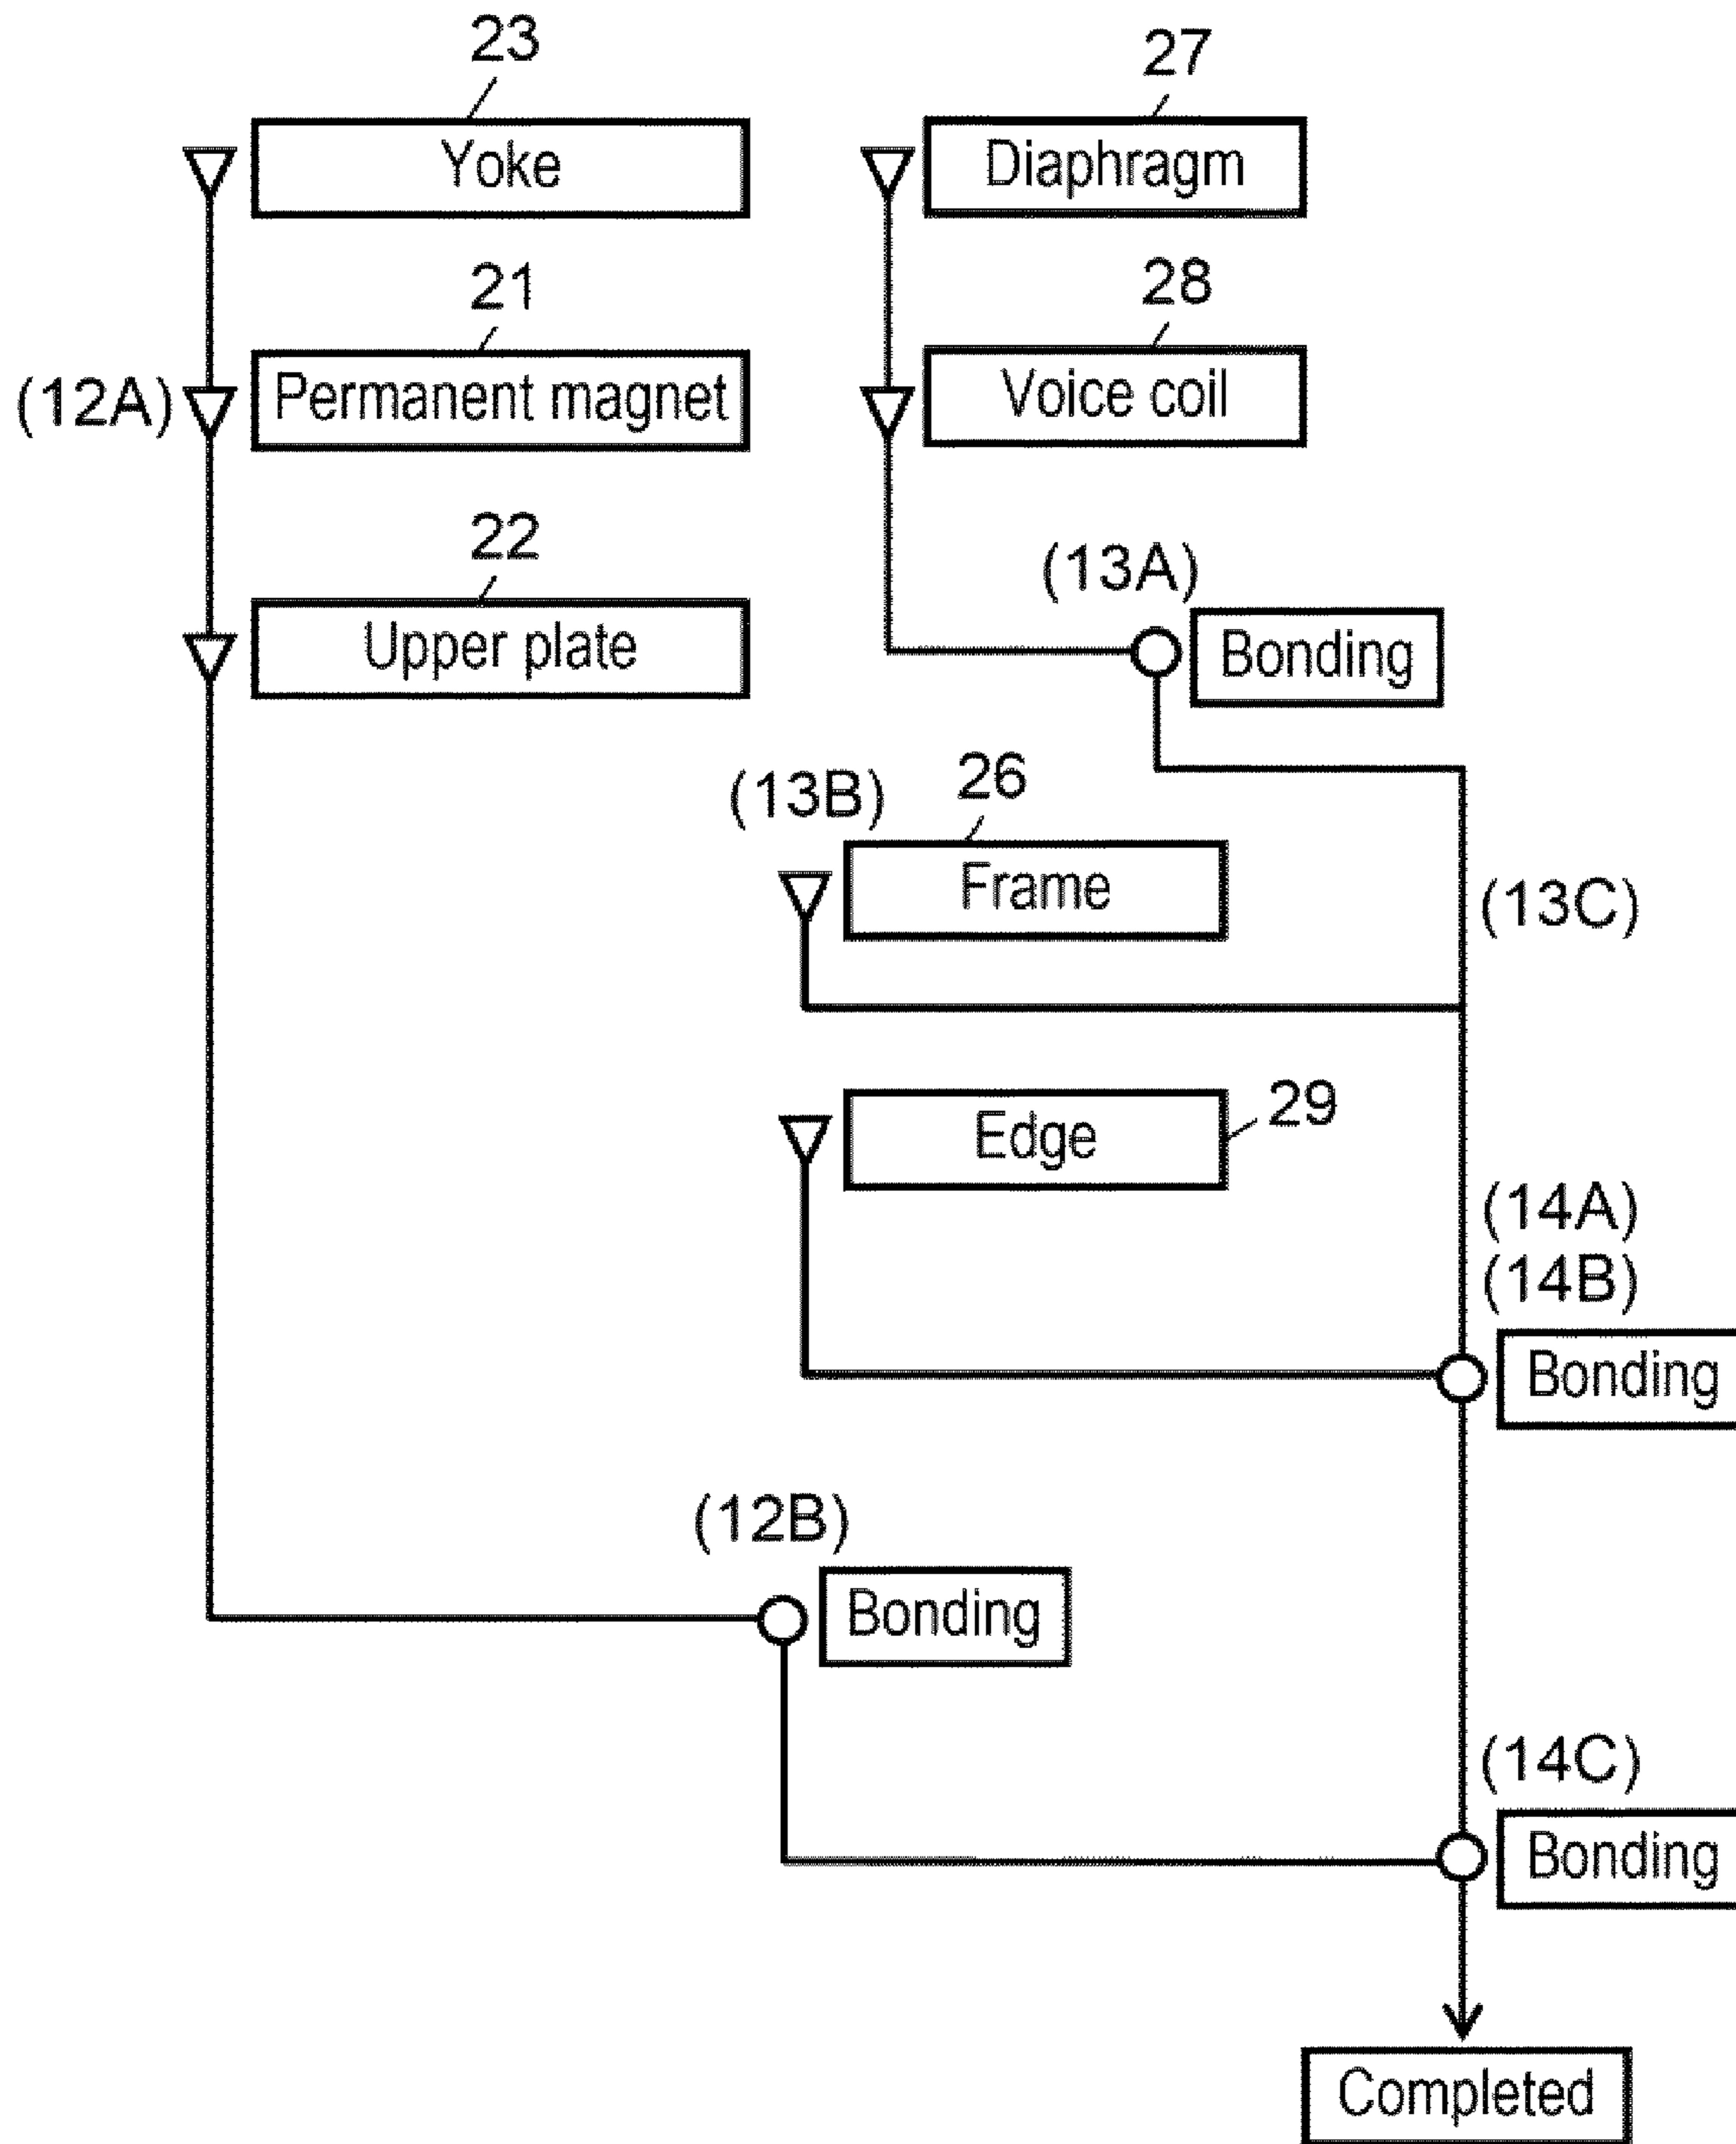 23
27
Yoke
Diaphragm
21
28
(12A)
Permanent magnet
Voice coil
22
(13A)
Upper plate
Bonding
(13B)
26
Frame
(13C)
Edge
29
(14A)
(14B)
Bonding
(12B)
Bonding
(14C)
Bonding
Completed